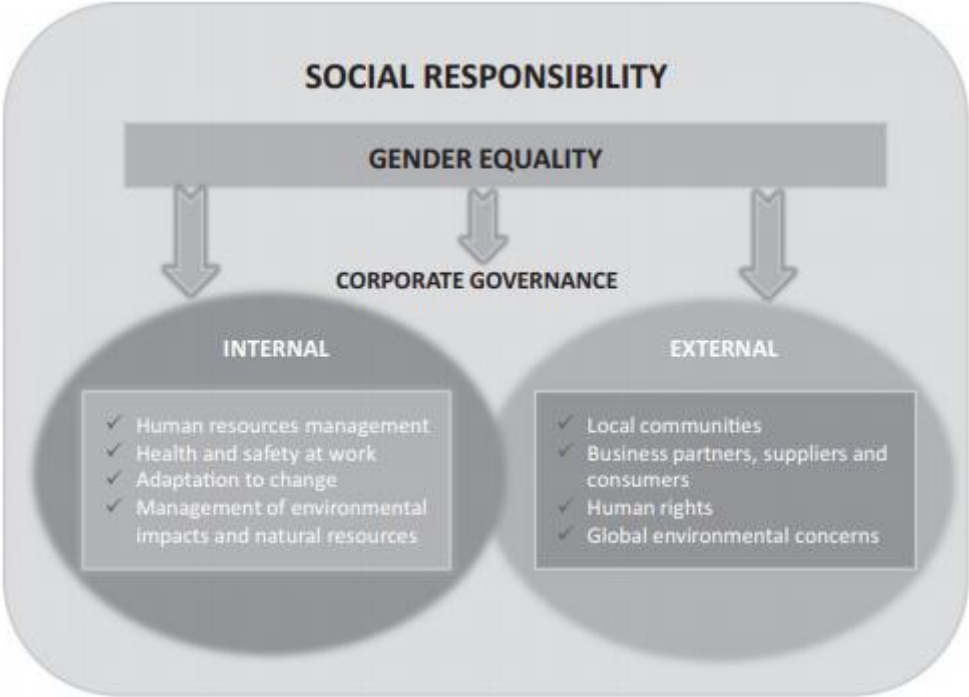 SOCIAL RESPONSIBILITY
GENDER EQUALITY
CORPORATE GOVERNANCE
INTERNAL
✓ Human resources management
✓ Health and safety at work
✓ Adaptation to change
✓ Management of environmental
impacts and natural resources
EXTERNAL
✓ Local communities
✓ Business partners, suppliers and
consumers
✓ Human rights
✓ Global environmental concerns